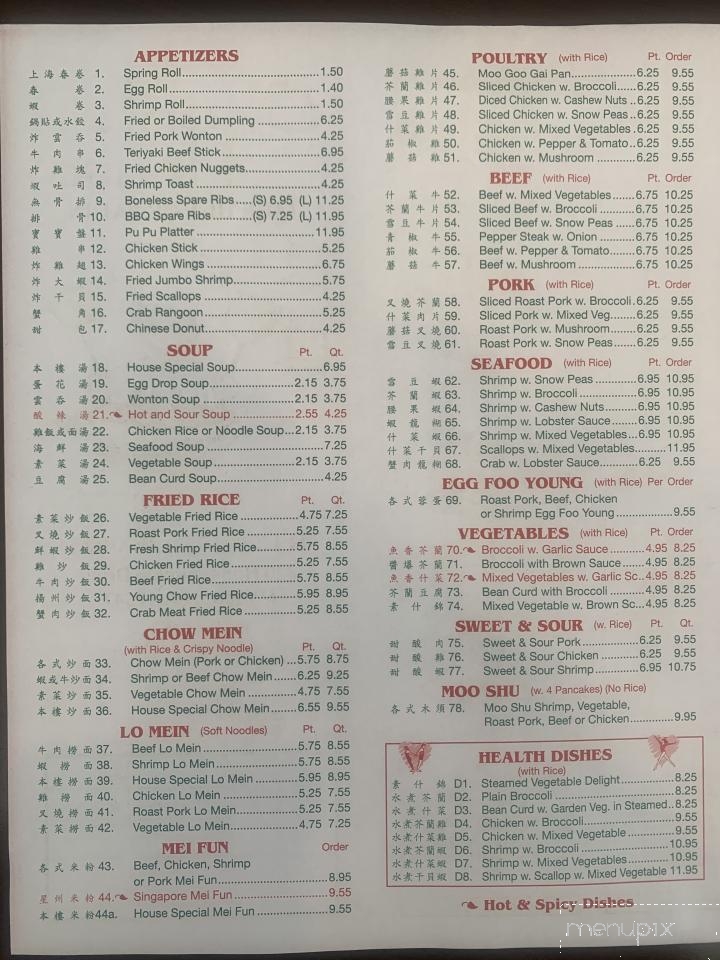 APPETIZERS
上海春卷 1. Spring Roll 1.50
春卷 2. Egg Roll 1.40
蝦卷 3. Shrimp Roll 1.50
鍋貼或水餃 4. Fried or Boiled Dumpling 6.25
炸雲吞 5. Fried Pork Wonton 4.25
牛肉串 6. Teriyaki Beef Stick 6.95
炸雞塊 7. Fried Chicken Nuggets 4.25
蝦吐司 8. Shrimp Toast 4.25
無骨排 9. Boneless Spare Ribs (S) 6.95 (L) 11.25
排骨 10. BBQ Spare Ribs (S) 7.25 (L) 11.95
寶寶盤 11. Pu Pu Platter 11.95
雞串 12. Chicken Stick 5.25
炸雞翅 13. Chicken Wings 6.75
炸大蝦 14. Fried Jumbo Shrimp 5.75
炸干貝 15. Fried Scallops 4.25
蟹角 16. Crab Rangoon 5.25
甜包 17. Chinese Donut 4.25
SOUP Pt. Qt.
本樓湯 18. House Special Soup 6.95
蛋花湯 19. Egg Drop Soup 2.15 3.75
雲吞湯 20. Wonton Soup 2.15 3.75
酸辣湯 21. Hot and Sour Soup 2.55 4.25
雞飯或面湯 22. Chicken Rice or Noodle Soup 2.15 3.75
海鮮湯 23. Seafood Soup 7.25
素菜湯 24. Vegetable Soup 2.15 3.75
豆腐湯 25. Bean Curd Soup 4.25
FRIED RICE Pt. Qt.
素菜炒飯 26. Vegetable Fried Rice 4.75 7.25
叉燒炒飯 27. Roast Pork Fried Rice 5.25 7.55
鮮蝦炒飯 28. Fresh Shrimp Fried Rice 5.75 8.55
雞炒飯 29. Chicken Fried Rice 5.25 7.55
牛肉炒飯 30. Beef Fried Rice 5.75 8.55
揚州炒飯 31. Young Chow Fried Rice 5.95 9.25
蟹肉炒飯 32. Crab Meat Fried Rice 5.25 8.55
CHOW MEIN
(with Rice & Crispy Noodle) Pt. Qt.
各式炒面 33. Chow Mein (Pork or Chicken) 5.75 8.75
蝦或牛炒面 34. Shrimp or Beef Chow Mein 6.25 9.25
素菜炒面 35. Vegetable Chow Mein 4.75 7.55
本樓炒面 36. House Special Chow Mein 6.55 9.55
LO MEIN (Soft Noodles) Pt. Qt.
牛肉撈面 37. Beef Lo Mein 5.75 8.55
蝦撈面 38. Shrimp Lo Mein 5.75 8.55
本樓撈面 39. House Special Lo Mein 5.95 8.95
雞撈面 40. Chicken Lo Mein 5.25 7.55
叉燒撈面 41. Roast Pork Lo Mein 5.25 7.55
素菜撈面 42. Vegetable Lo Mein 4.75 7.25
MEI FUN Order
各式米粉 43. Beef, Chicken, Shrimp
or Pork Mei Fun 8.95
星州米粉 44. Singapore Mei Fun 9.55
本樓米粉 44a. House Special Mei Fun 9.55
POULTRY (with Rice) Pt. Order
蘑菇雞片 45. Moo Goo Gai Pan 6.25 9.55
芥蘭雞片 46. Sliced Chicken w. Broccoli 6.25 9.55
腰果雞片 47. Diced Chicken w. Cashew Nuts 6.25 9.55
雪豆雞片 48. Sliced Chicken w. Snow Peas 6.25 9.55
什菜雞片 49. Chicken w. Mixed Vegetables 6.25 9.55
茄椒雞 50. Chicken w. Pepper & Tomato 6.25 9.55
蘑菇雞 51. Chicken w. Mushroom 6.25 9.55
BEEF (with Rice) Pt. Order
什菜牛 52. Beef w. Mixed Vegetables 6.75 10.25
芥蘭牛片 53. Sliced Beef w. Broccoli 6.75 10.25
雪豆牛片 54. Sliced Beef w. Snow Peas 6.75 10.25
青椒牛 55. Pepper Steak w. Onion 6.75 10.25
茄椒牛 56. Beef w. Pepper & Tomato 6.75 10.25
蘑菇牛 57. Beef w. Mushroom 6.75 10.25
PORK (with Rice) Pt. Order
叉燒芥蘭 58. Sliced Roast Pork w. Broccoli 6.25 9.55
什菜肉片 59. Sliced Pork w. Mixed Veg. 6.25 9.55
蘑菇叉燒 60. Roast Pork w. Mushroom 6.25 9.55
雪豆叉燒 61. Roast Pork w. Snow Peas 6.25 9.55
SEAFOOD (with Rice) Pt. Order
雪豆蝦 62. Shrimp w. Snow Peas 6.95 10.95
芥蘭蝦 63. Shrimp w. Broccoli 6.95 10.95
腰果蝦 64. Shrimp w. Cashew Nuts 6.95 10.95
蝦龍糊 65. Shrimp w. Lobster Sauce 6.95 10.95
什菜蝦 66. Shrimp w. Mixed Vegetables 6.95 10.95
什菜干貝 67. Scallops w. Mixed Vegetables 11.95
蟹肉龍糊 68. Crab w. Lobster Sauce 6.25 9.55
EGG FOO YOUNG (with Rice) Per Order
各式蓉蛋 69. Roast Pork, Beef, Chicken
or Shrimp Egg Foo Young 9.55
VEGETABLES (with Rice) Pt. Order
魚香芥蘭 70. Broccoli w. Garlic Sauce 4.95 8.25
醬爆芥蘭 71. Broccoli with Brown Sauce 4.95 8.25
魚香什菜 72. Mixed Vegetables w. Garlic Sc. 4.95 8.25
芥蘭豆腐 73. Bean Curd with Broccoli 4.95 8.25
素什錦 74. Mixed Vegetable w. Brown Sc. 4.95 8.25
SWEET & SOUR (w. Rice) Pt. Order
甜酸肉 75. Sweet & Sour Pork 6.25 9.55
甜酸雞 76. Sweet & Sour Chicken 6.25 9.55
甜酸蝦 77. Sweet & Sour Shrimp 6.95 10.75
MOO SHU (w. 4 Pancakes) (No Rice)
各式木須 78. Moo Shu Shrimp, Vegetable,
Roast Pork, Beef or Chicken 9.95
HEALTH DISHES
(with Rice)
素什錦 D1. Steamed Vegetable Delight 8.25
水煮芥蘭 D2. Plain Broccoli 8.25
水煮什菜 D3. Bean Curd w. Garden Veg. in Steamed 8.25
水煮芥蘭雞 D4. Chicken w. Broccoli 9.55
水煮什菜雞 D5. Chicken w. Mixed Vegetable 9.55
水煮芥蘭蝦 D6. Shrimp w. Broccoli 10.95
水煮什菜蝦 D7. Shrimp w. Mixed Vegetables 10.95
水煮干貝蝦 D8. Shrimp w. Scallop w. Mixed Vegetable 11.95
Hot & Spicy Dishes
menupix